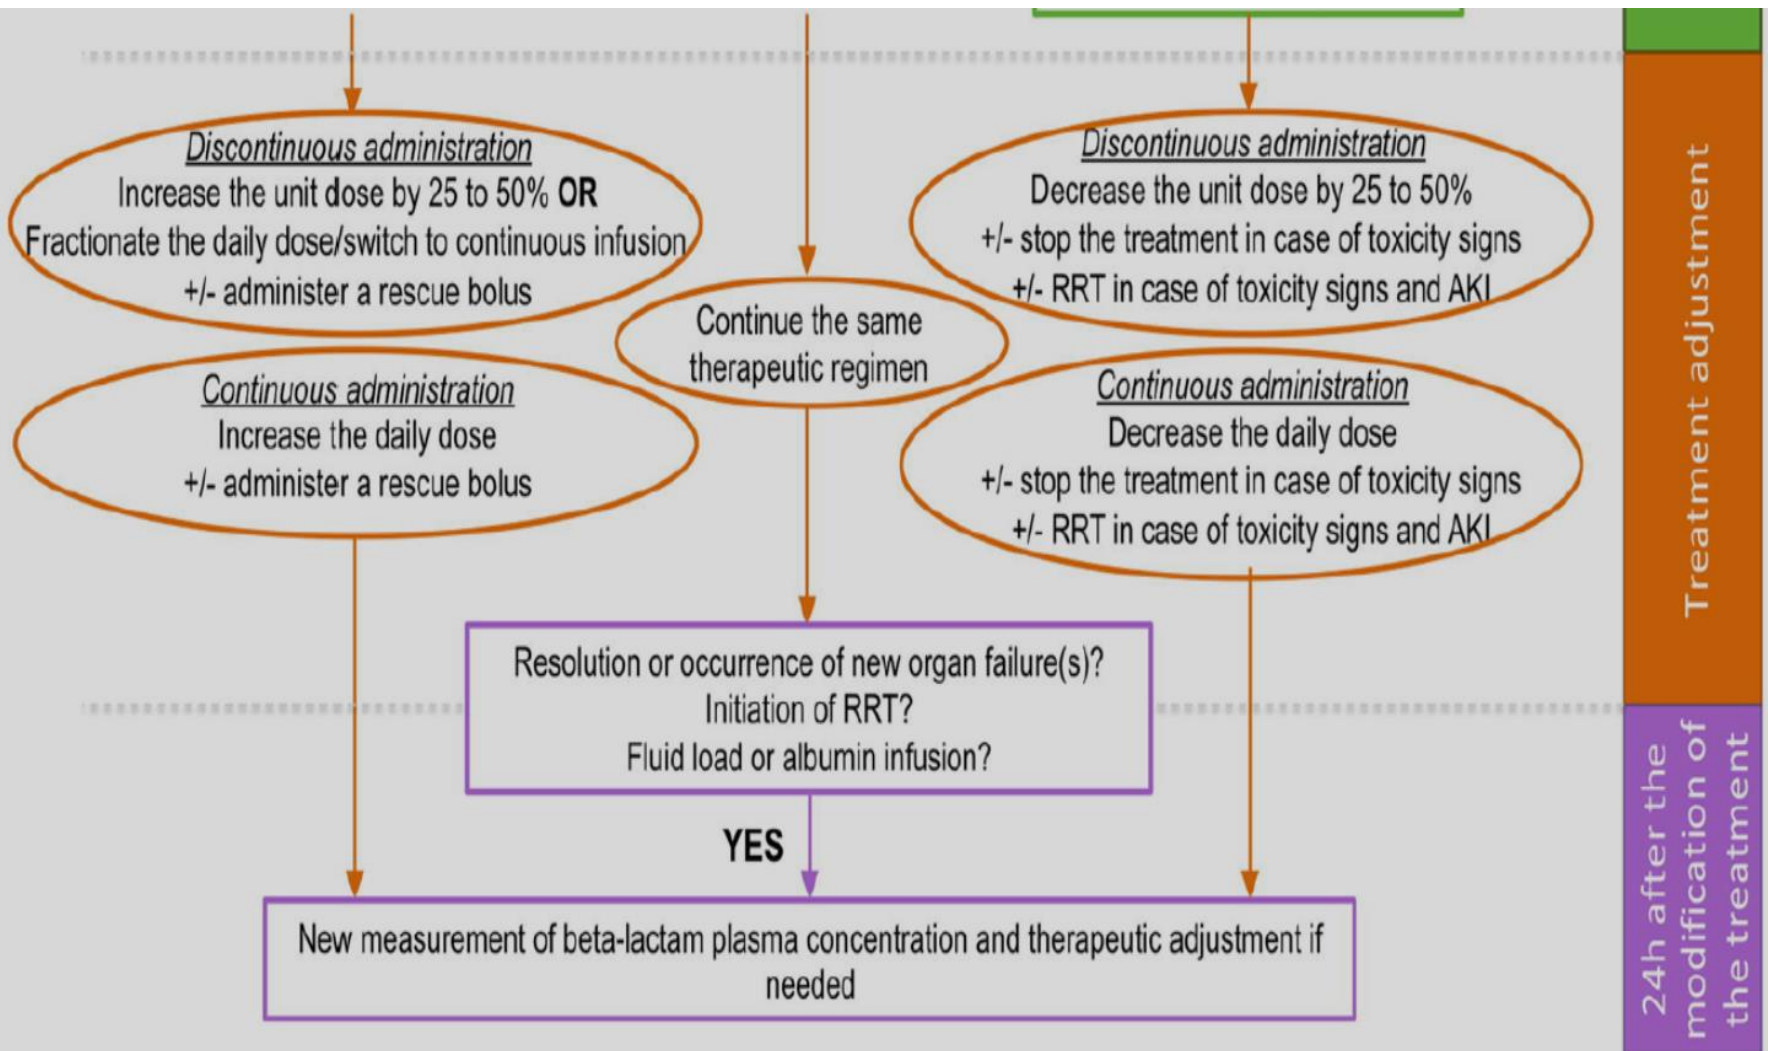 Discontinuous administration
Increase the unit dose by 25 to 50% OR
Fractionate the daily dose/switch to continuous infusion
+/- administer a rescue bolus
Continuous administration
Increase the daily dose
+/- administer a rescue bolus
Continue the same
therapeutic regimen
Discontinuous administration
Decrease the unit dose by 25 to 50%
+/- stop the treatment in case of toxicity signs
+/- RRT in case of toxicity signs and AKI
Continuous administration
Decrease the daily dose
+/- stop the treatment in case of toxicity signs
+/- RRT in case of toxicity signs and AKI
Resolution or occurrence of new organ failure(s)?
Initiation of RRT?
Fluid load or albumin infusion?
YES
New measurement of beta-lactam plasma concentration and therapeutic adjustment if
needed
Treatment adjustment
24h after the
modification of
the treatment